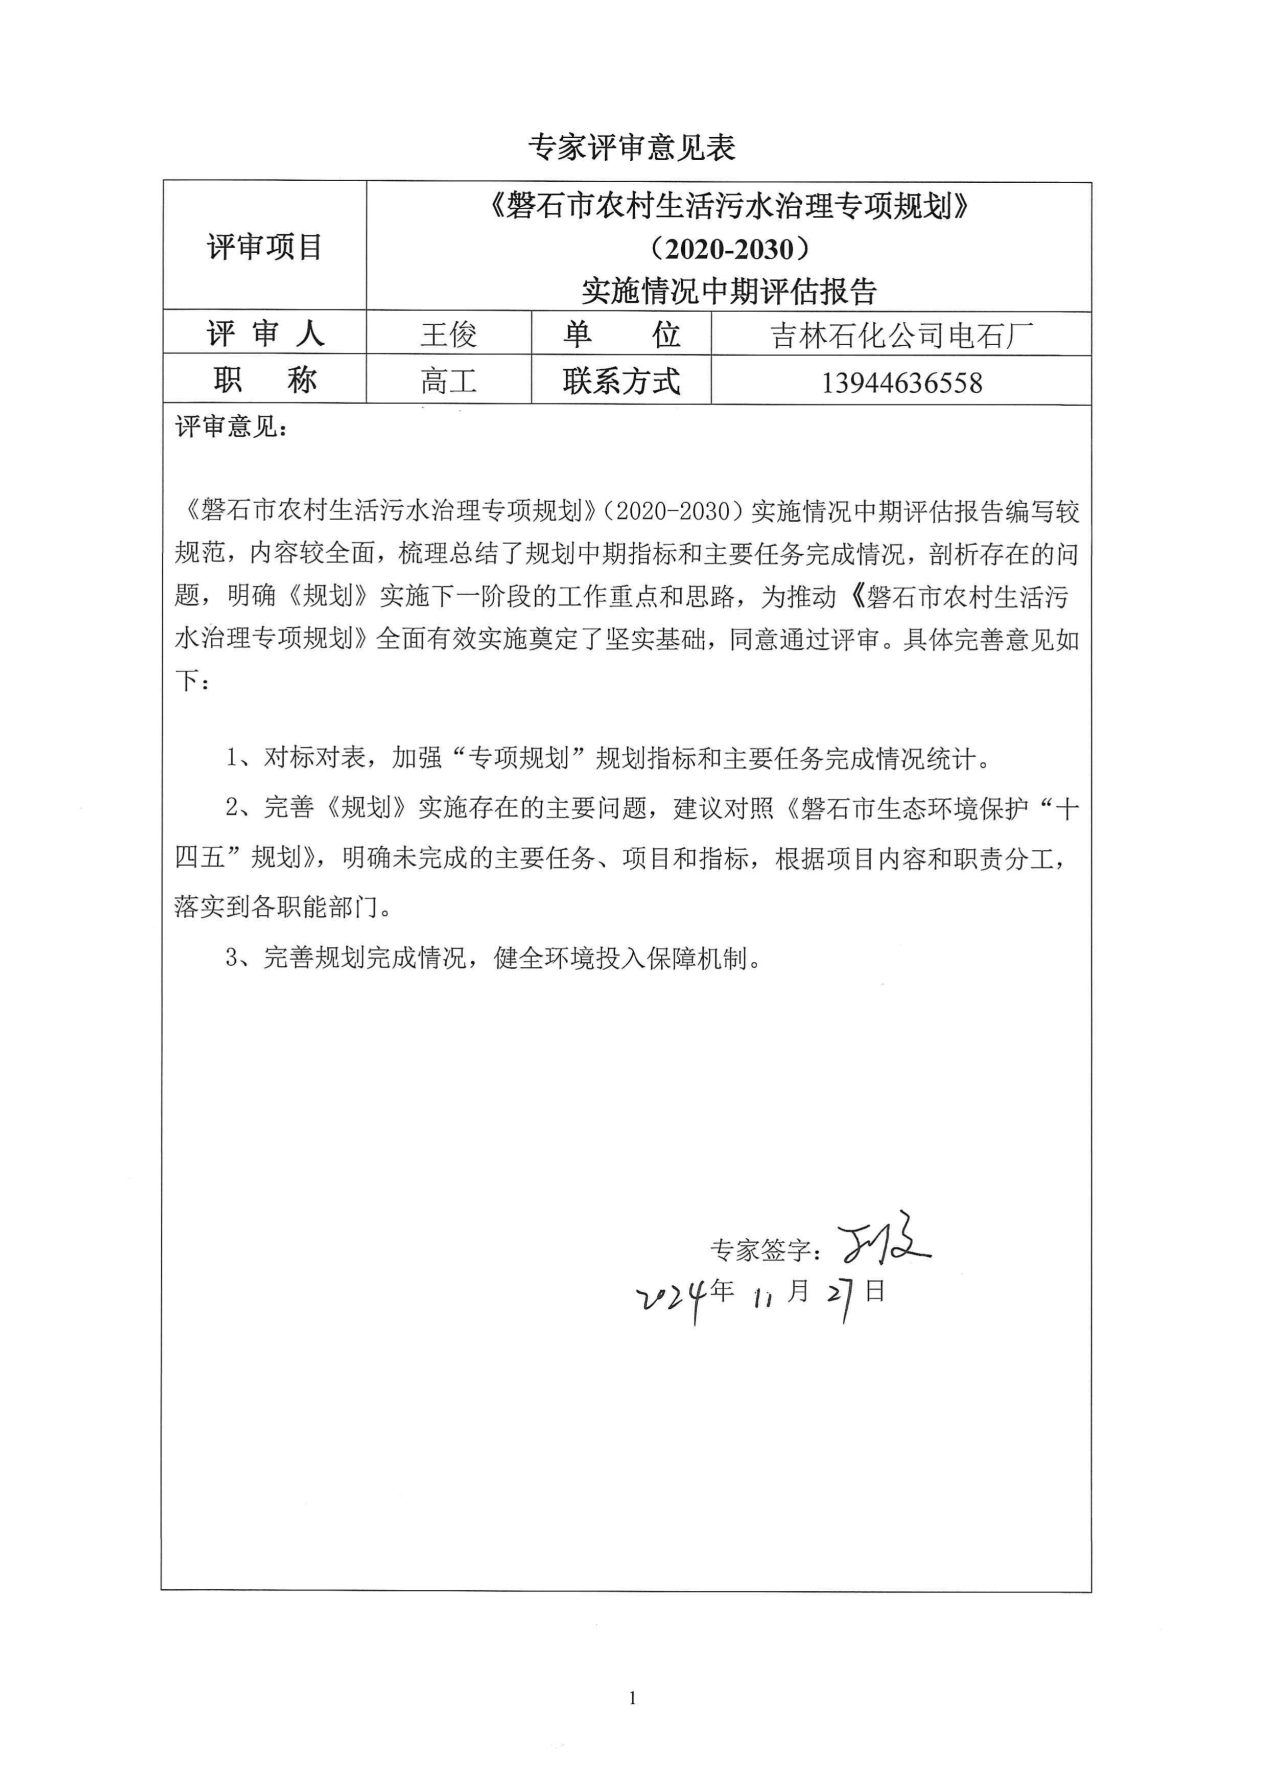 专家评审意见表
评审项目
《磐石市农村生活污水治理专项规划》
（2020-2030）
实施情况中期评估报告
评 审 人 王俊 单 位 吉林石化公司电石厂
职 称 高工 联系方式 13944636558
评审意见：
《磐石市农村生活污水治理专项规划》（2020-2030）实施情况中期评估报告编写较
规范，内容较全面，梳理总结了规划中期指标和主要任务完成情况，剖析存在的问
题，明确《规划》实施下一阶段的工作重点和思路，为推动《磐石市农村生活污
水治理专项规划》全面有效实施奠定了坚实基础，同意通过评审。具体完善意见如
下：
1、对标对表，加强“专项规划”规划指标和主要任务完成情况统计。
2、完善《规划》实施存在的主要问题，建议对照《磐石市生态环境保护“十
四五”规划》，明确未完成的主要任务、项目和指标，根据项目内容和职责分工，
落实到各职能部门。
3、完善规划完成情况，健全环境投入保障机制。
专家签字：王俊
2024年 11 月 27 日
1